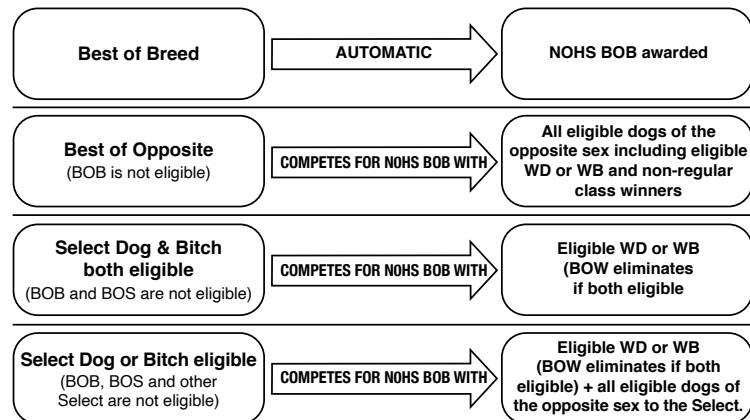 Best of Breed
AUTOMATIC
NOHS BOB awarded
Best of Opposite
(BOB is not eligible)
COMPETES FOR NOHS BOB WITH
All eligible dogs of the
opposite sex including eligible
WD or WB and non-regular
class winners
Select Dog & Bitch
both eligible
(BOB and BOS are not eligible)
COMPETES FOR NOHS BOB WITH
Eligible WD or WB
(BOW eliminates
if both eligible
Select Dog or Bitch eligible
(BOB, BOS and other
Select are not eligible)
COMPETES FOR NOHS BOB WITH
Eligible WD or WB
(BOW eliminates if both
eligible) + all eligible dogs of
the opposite sex to the Select.